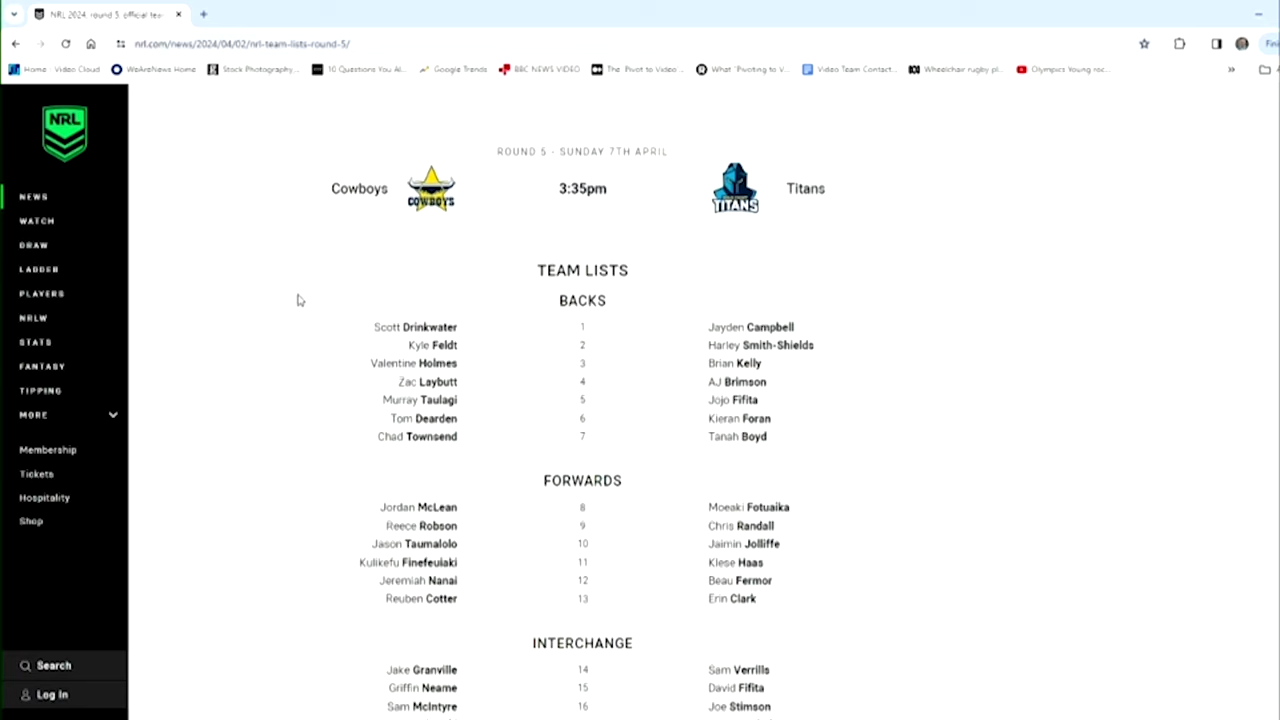 NRL 2024, round 5: official tea
nrl.com/news/2024/04/02/nrl-team-lists-round-5/
Home - Video Cloud
WeAreNews Home
Stock Photography...
10 Questions You Al...
Google Trends
BBC NEWS VIDEO
The 'Pivot to Video'...
What "Pivoting to V...
Video Team Contact...
Wheelchair rugby pl...
Olympics Young roc...
NRL
NEWS
WATCH
DRAW
LADDER
PLAYERS
NRLW
STATS
FANTASY
TIPPING
MORE
Membership
Tickets
Hospitality
Shop
Search
Log In
ROUND 5 - SUNDAY 7TH APRIL
Cowboys COWBOYS 3:35pm TITANS Titans
TEAM LISTS
BACKS
Scott Drinkwater 1 Jayden Campbell
Kyle Feldt 2 Harley Smith-Shields
Valentine Holmes 3 Brian Kelly
Zac Laybutt 4 AJ Brimson
Murray Taulagi 5 Jojo Fifita
Tom Dearden 6 Kieran Foran
Chad Townsend 7 Tanah Boyd
FORWARDS
Jordan McLean 8 Moeaki Fotuaika
Reece Robson 9 Chris Randall
Jason Taumalolo 10 Jaimin Jolliffe
Kulikefu Finefeuiaki 11 Klese Haas
Jeremiah Nanai 12 Beau Fermor
Reuben Cotter 13 Erin Clark
INTERCHANGE
Jake Granville 14 Sam Verrills
Griffin Neame 15 David Fifita
Sam McIntyre 16 Joe Stimson